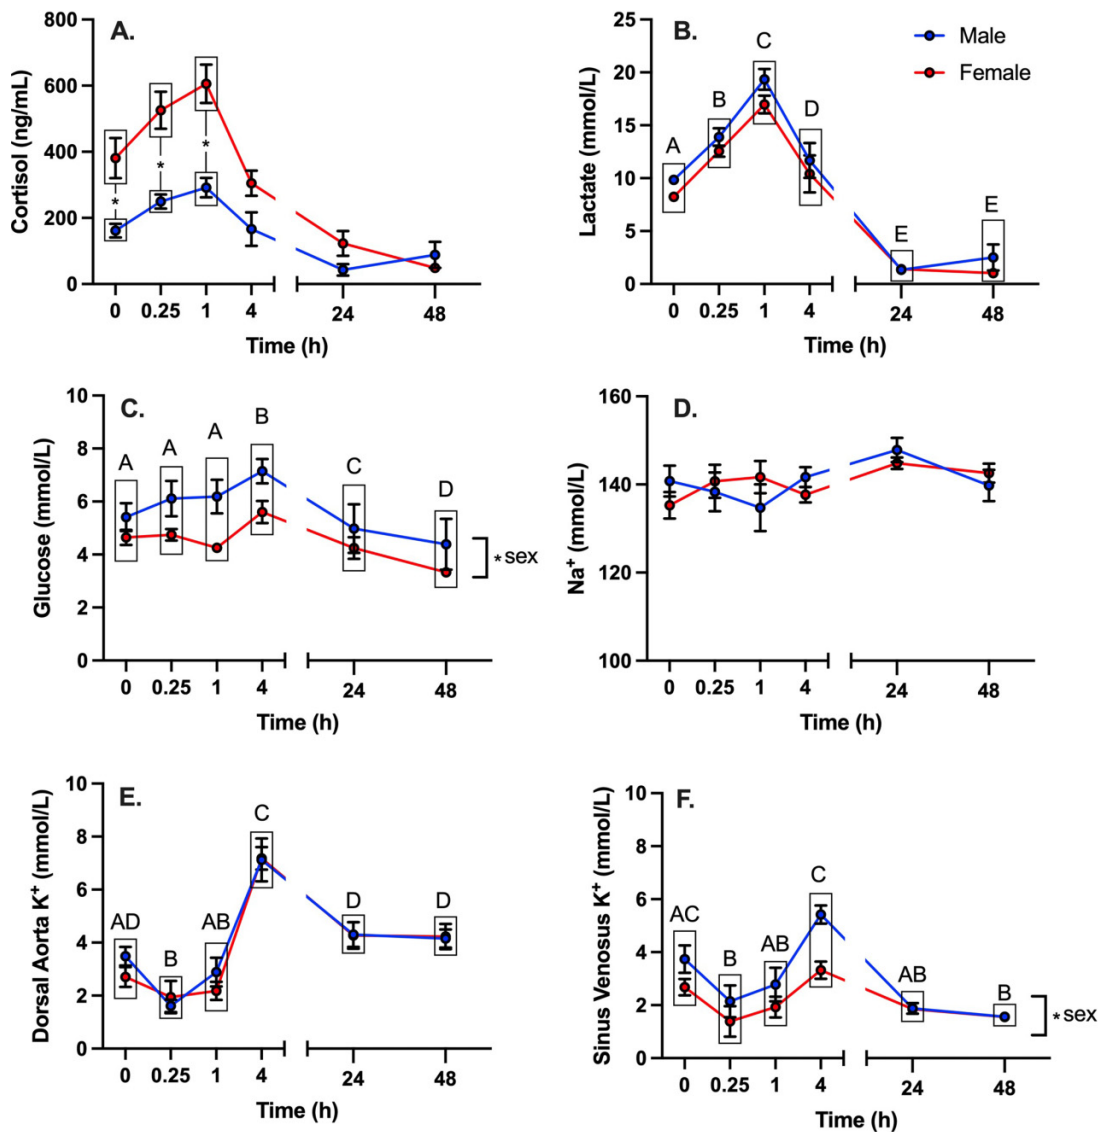 A.
Cortisol (ng/mL)
800
600
400
200
0
* * *
0 0.25 1 4 24 48
Time (h)
B.
Male
Female
Lactate (mmol/L)
25
20
15
10
5
0
A B C D E E
0 0.25 1 4 24 48
Time (h)
C.
Glucose (mmol/L)
10
8
6
4
2
0
A A A B C D
* sex
0 0.25 1 4 24 48
Time (h)
D.
Na⁺ (mmol/L)
160
140
120
100
0 0.25 1 4 24 48
Time (h)
E.
Dorsal Aorta K⁺ (mmol/L)
10
8
6
4
2
0
AD B AB C D D
0 0.25 1 4 24 48
Time (h)
F.
Sinus Venosus K⁺ (mmol/L)
10
8
6
4
2
0
AC B AB C AB B
* sex
0 0.25 1 4 24 48
Time (h)